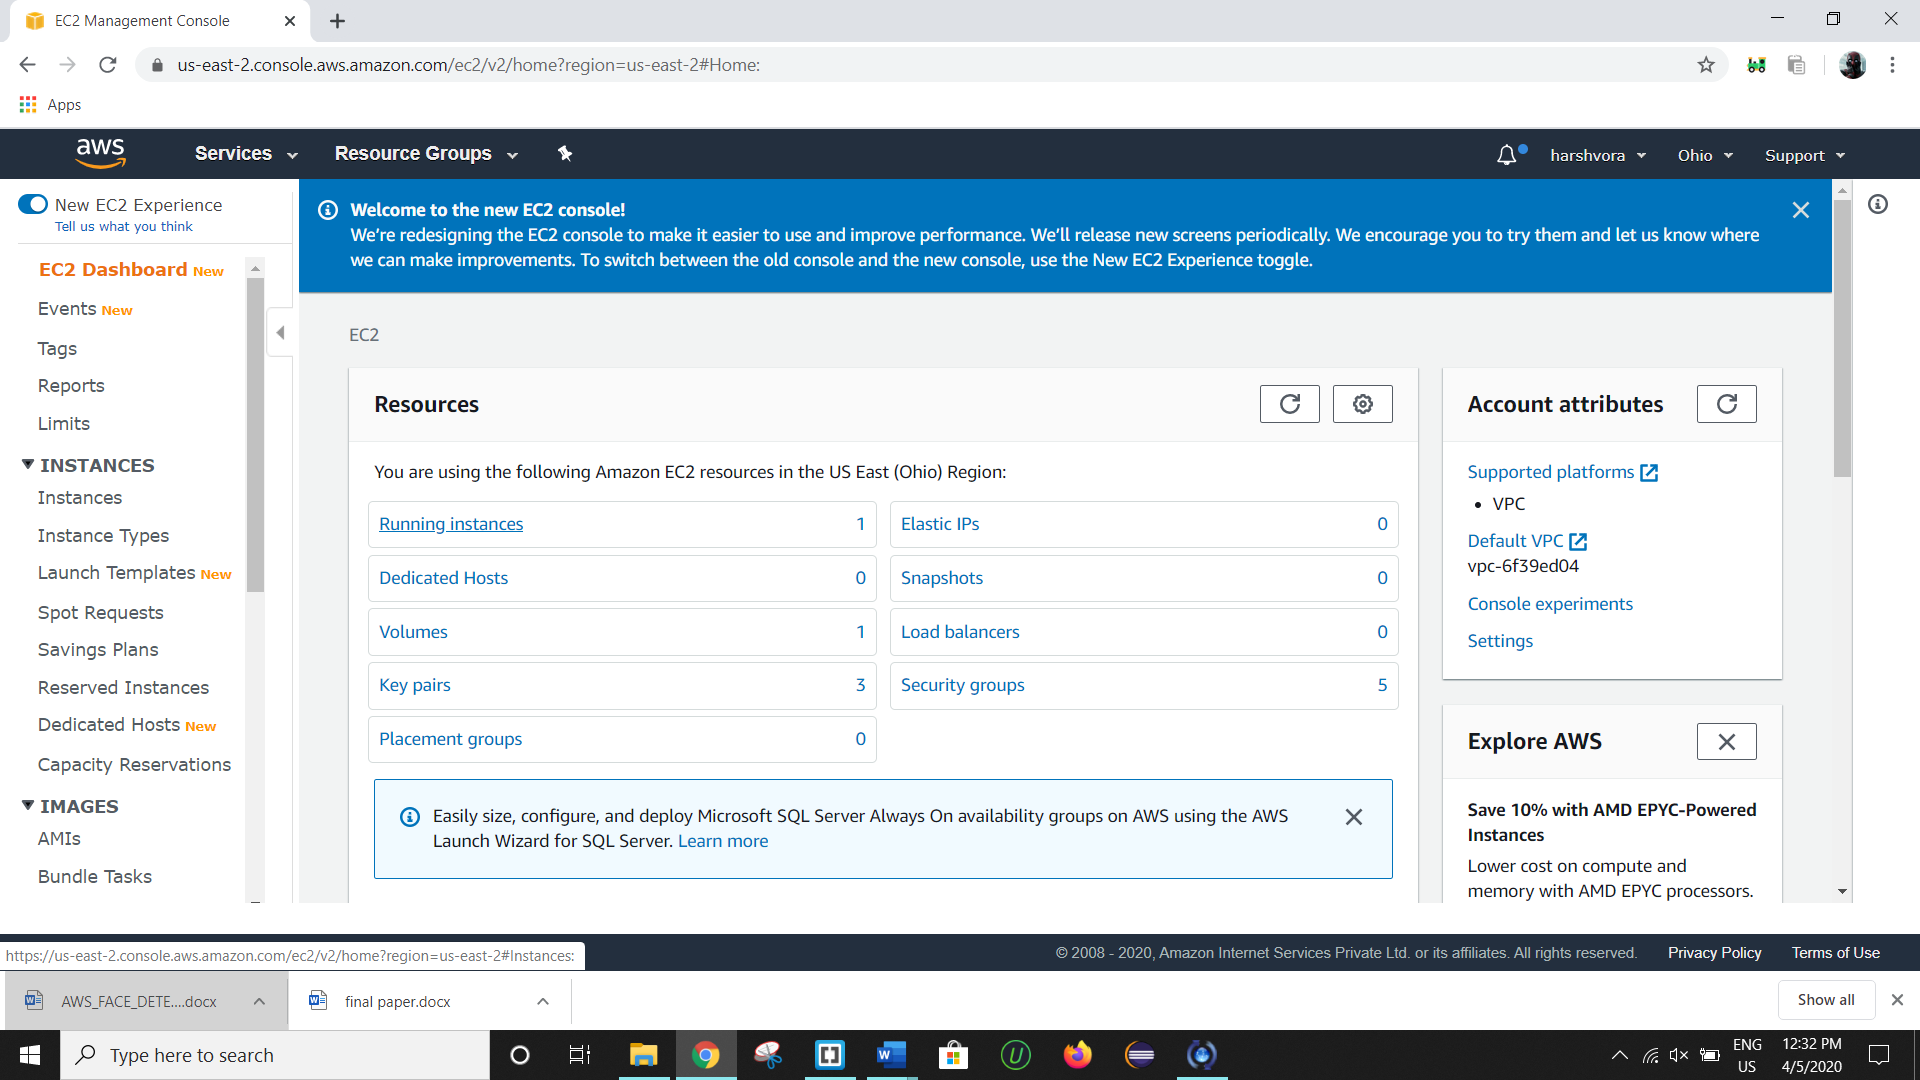 EC2 Management Console
us-east-2.console.aws.amazon.com/ec2/v2/home?region=us-east-2#Home:
Apps
aws
Services
Resource Groups
harshvora
Ohio
Support
New EC2 Experience
Tell us what you think
EC2 Dashboard New
Events New
Tags
Reports
Limits
INSTANCES
Instances
Instance Types
Launch Templates New
Spot Requests
Savings Plans
Reserved Instances
Dedicated Hosts New
Capacity Reservations
IMAGES
AMIs
Bundle Tasks
Welcome to the new EC2 console!
We're redesigning the EC2 console to make it easier to use and improve performance. We'll release new screens periodically. We encourage you to try them and let us know where
we can make improvements. To switch between the old console and the new console, use the New EC2 Experience toggle.
EC2
Resources
You are using the following Amazon EC2 resources in the US East (Ohio) Region:
Running instances 1
Elastic IPs 0
Dedicated Hosts 0
Snapshots 0
Volumes 1
Load balancers 0
Key pairs 3
Security groups 5
Placement groups 0
Easily size, configure, and deploy Microsoft SQL Server Always On availability groups on AWS using the AWS
Launch Wizard for SQL Server. Learn more
Account attributes
Supported platforms
• VPC
Default VPC
vpc-6f39ed04
Console experiments
Settings
Explore AWS
Save 10% with AMD EPYC-Powered
Instances
Lower cost on compute and
memory with AMD EPYC processors.
https://us-east-2.console.aws.amazon.com/ec2/v2/home?region=us-east-2#Instances:
© 2008 - 2020, Amazon Internet Services Private Ltd. or its affiliates. All rights reserved.
Privacy Policy
Terms of Use
AWS_FACE_DETE....docx
final paper.docx
Show all
Type here to search
ENG
US
12:32 PM
4/5/2020